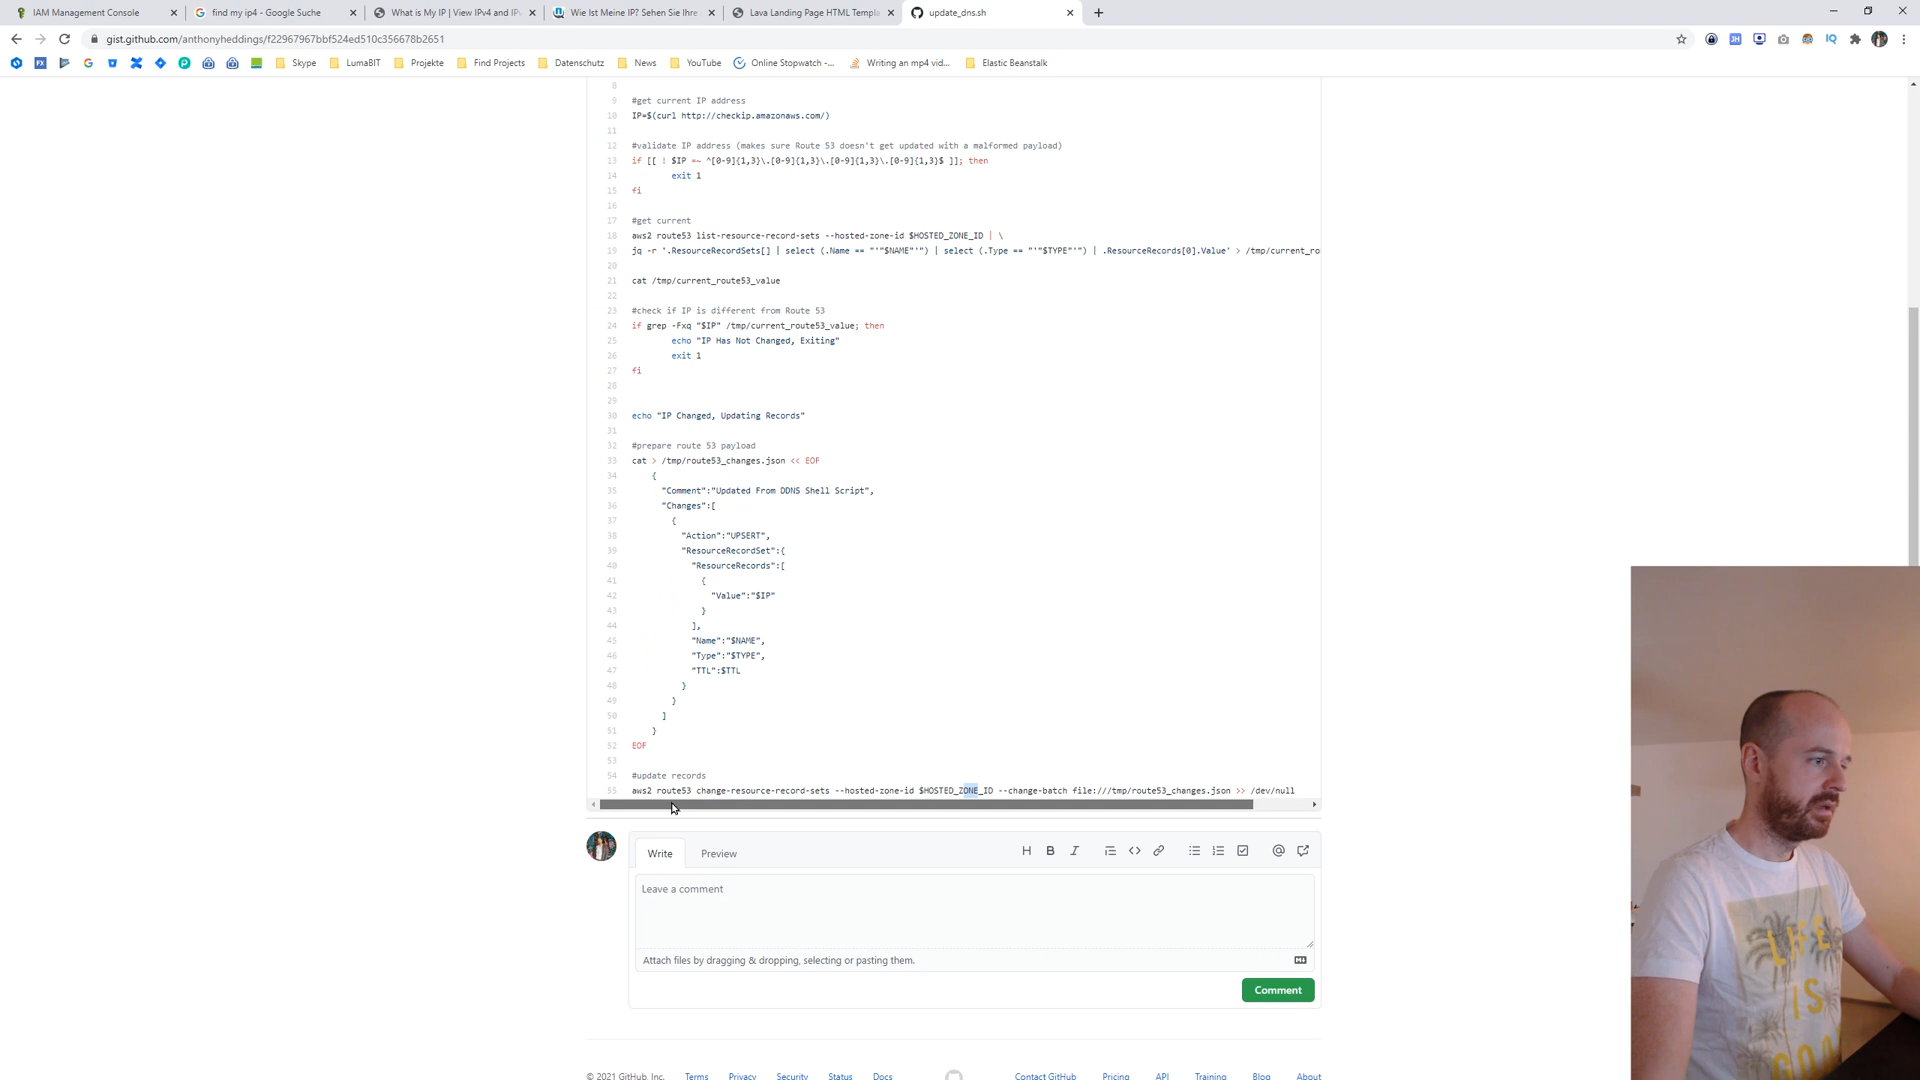 IAM Management Console
find my ip4 - Google Suche
What is My IP | View IPv4 and IP
Wie Ist Meine IP? Sehen Sie Ihre
Lava Landing Page HTML Templa
update_dns.sh
gist.github.com/anthonyheddings/f22967967bbf524ed510c356678b2651
Skype
LumaBIT
Projekte
Find Projects
Datenschutz
News
YouTube
Online Stopwatch -...
Writing an mp4 vid...
Elastic Beanstalk
8
9 #get current IP address
10 IP=$(curl http://checkip.amazonaws.com/)
11
12 #validate IP address (makes sure Route 53 doesn't get updated with a malformed payload)
13 if [[ ! $IP =~ ^[0-9]{1,3}\.[0-9]{1,3}\.[0-9]{1,3}\.[0-9]{1,3}$ ]]; then
14 exit 1
15 fi
16
17 #get current
18 aws2 route53 list-resource-record-sets --hosted-zone-id $HOSTED_ZONE_ID | \
19 jq -r '.ResourceRecordSets[] | select (.Name == "'"$NAME"'") | select (.Type == "'"$TYPE"'") | .ResourceRecords[0].Value' > /tmp/current_ro
20
21 cat /tmp/current_route53_value
22
23 #check if IP is different from Route 53
24 if grep -Fxq "$IP" /tmp/current_route53_value; then
25 echo "IP Has Not Changed, Exiting"
26 exit 1
27 fi
28
29
30 echo "IP Changed, Updating Records"
31
32 #prepare route 53 payload
33 cat > /tmp/route53_changes.json << EOF
34 {
35 "Comment":"Updated From DDNS Shell Script",
36 "Changes":[
37 {
38 "Action":"UPSERT",
39 "ResourceRecordSet":{
40 "ResourceRecords":[
41 {
42 "Value":"$IP"
43 }
44 ],
45 "Name":"$NAME",
46 "Type":"$TYPE",
47 "TTL":$TTL
48 }
49 }
50 ]
51 }
52 EOF
53
54 #update records
55 aws2 route53 change-resource-record-sets --hosted-zone-id $HOSTED_ZONE_ID --change-batch file:///tmp/route53_changes.json >> /dev/null
Write
Preview
Leave a comment
Attach files by dragging & dropping, selecting or pasting them.
Comment
© 2021 GitHub, Inc.
Terms
Privacy
Security
Status
Docs
Contact GitHub
Pricing
API
Training
Blog
About
LIFE
IS